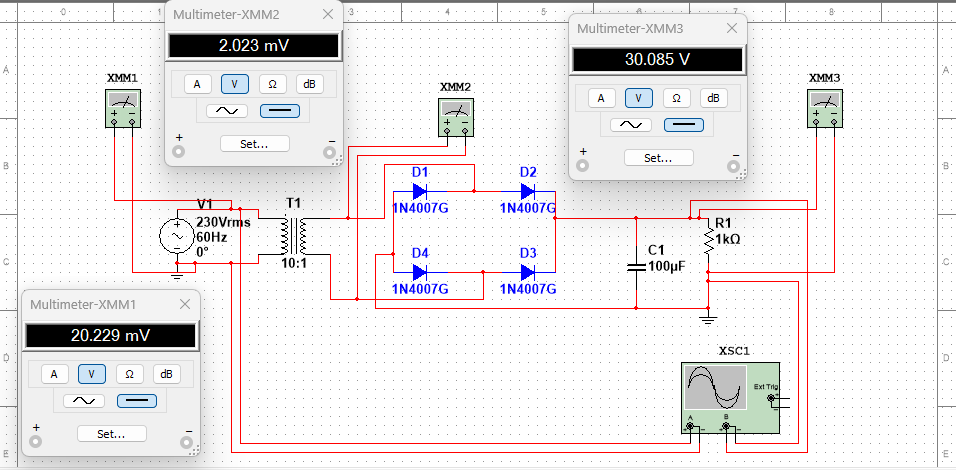 0
1
3
4
5
6
7
8
Multimeter-XMM2
2.023 mV
A V Ω dB
+ Set... -
Multimeter-XMM3
30.085 V
A V Ω dB
+ Set... -
XMM1
+ -
XMM2
+ -
XMM3
+ -
A
A
B
B
C
C
D
D
E
E
V1
230Vrms
60Hz
0°
T1
10:1
D1
1N4007G
D2
1N4007G
D4
1N4007G
D3
1N4007G
C1
100µF
R1
1kΩ
Multimeter-XMM1
20.229 mV
A V Ω dB
+ Set... -
XSC1
Ext Trig
+
-
A B
+ - + -